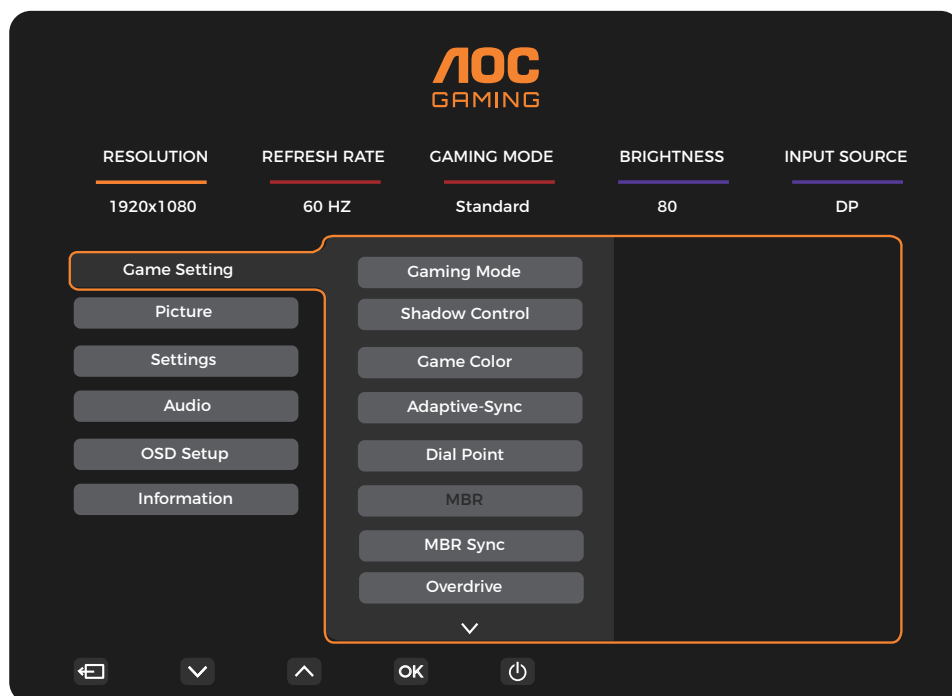 AOC
GAMING
RESOLUTION REFRESH RATE GAMING MODE BRIGHTNESS INPUT SOURCE
1920x1080 60 HZ Standard 80 DP
Game Setting
Picture
Settings
Audio
OSD Setup
Information
Gaming Mode
Shadow Control
Game Color
Adaptive-Sync
Dial Point
MBR
MBR Sync
Overdrive
OK